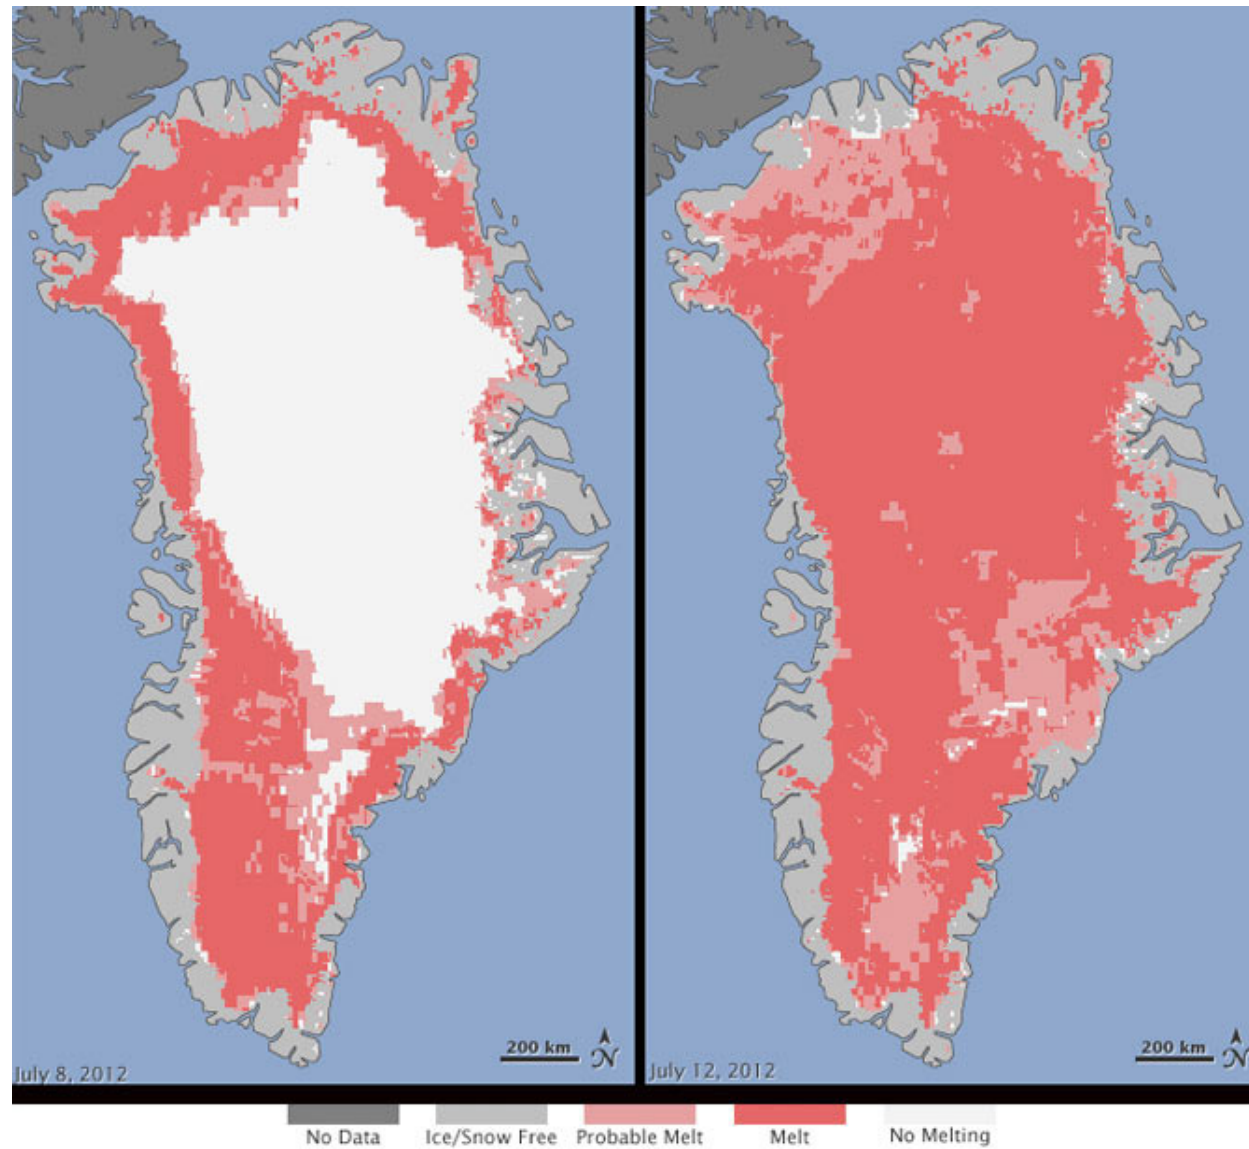 200 km
N
July 8, 2012
200 km
N
July 12, 2012
No Data
Ice/Snow Free
Probable Melt
Melt
No Melting